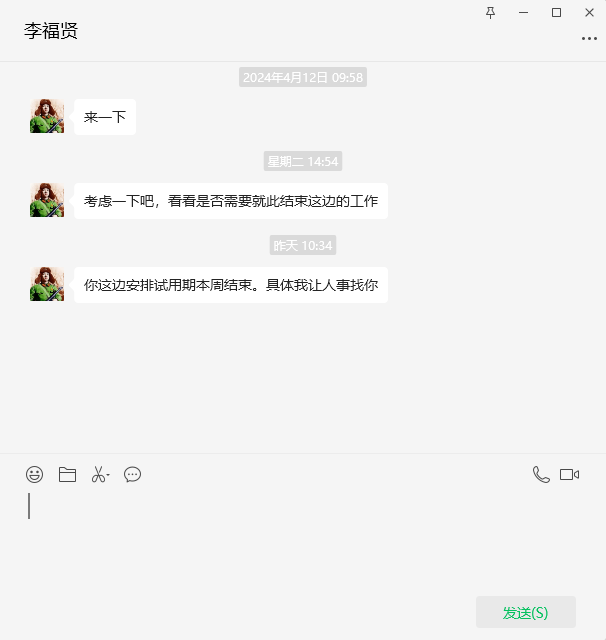 李福贤
2024年4月12日 09:58
来一下
星期二 14:54
考虑一下吧，看看是否需要就此结束这边的工作
昨天 10:34
你这边安排试用期本周结束。具体我让人事找你
发送(S)